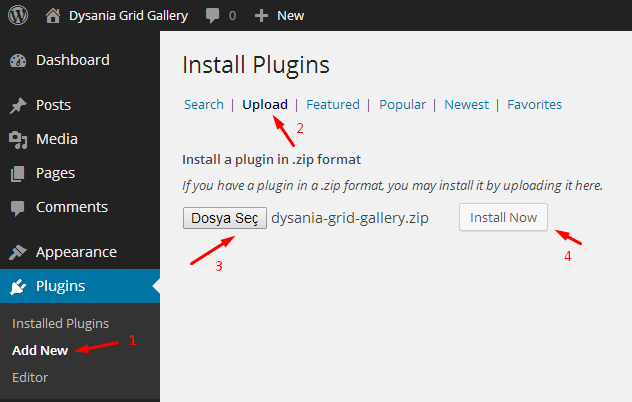 Dysania Grid Gallery 0 + New
Dashboard
Posts
Media
Pages
Comments
Appearance
Plugins
Installed Plugins
Add New 1
Editor
Install Plugins
Search | Upload | Featured | Popular | Newest | Favorites
2
Install a plugin in .zip format
If you have a plugin in a .zip format, you may install it by uploading it here.
Dosya Seç dysania-grid-gallery.zip Install Now
3 4